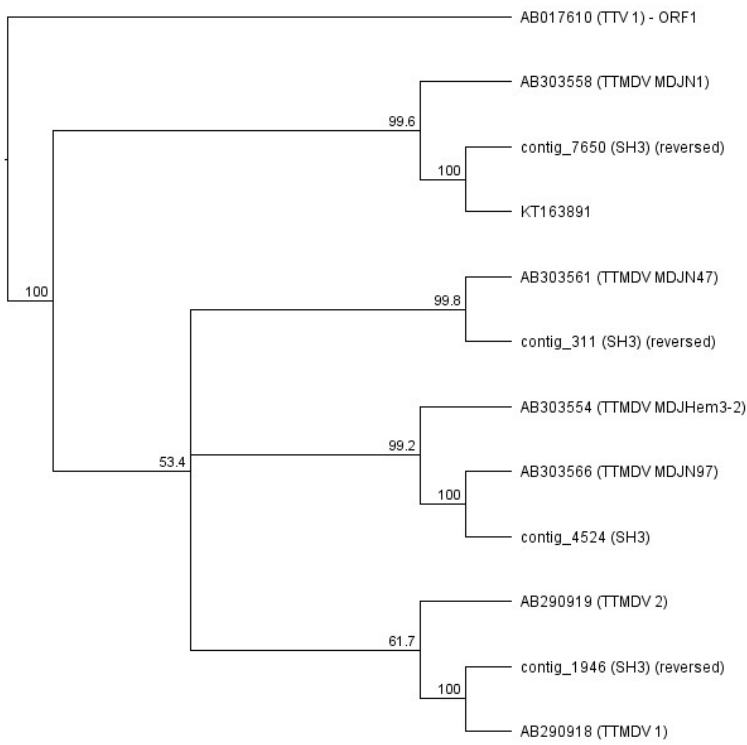 AB017610 (TTV 1) - ORF1
AB303558 (TTMDV MDJN1)
99.6
contig_7650 (SH3) (reversed)
100
KT163891
AB303561 (TTMDV MDJN47)
100
99.8
contig_311 (SH3) (reversed)
AB303554 (TTMDV MDJHem3-2)
99.2
53.4
AB303566 (TTMDV MDJN97)
100
contig_4524 (SH3)
AB290919 (TTMDV 2)
61.7
contig_1946 (SH3) (reversed)
100
AB290918 (TTMDV 1)